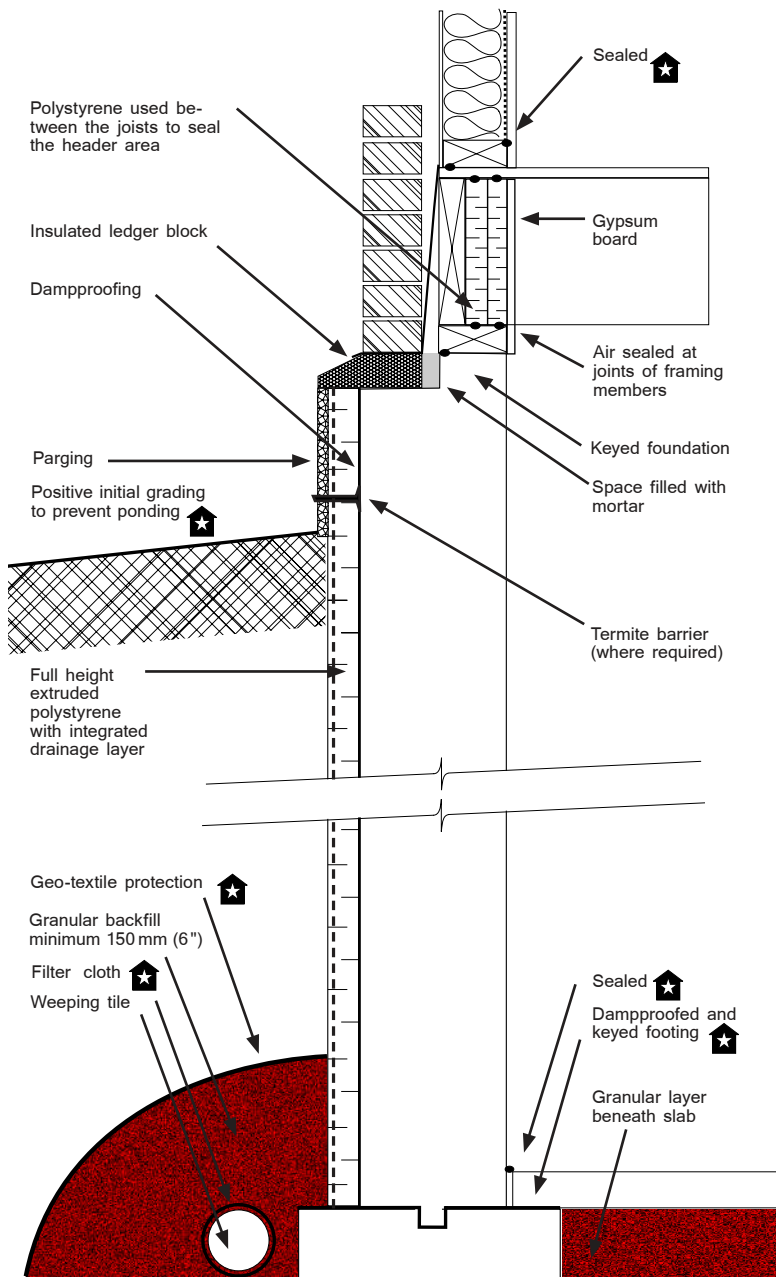 Sealed
Polystyrene used be-
tween the joists to seal
the header area
Gypsum
board
Insulated ledger block
Dampproofing
Air sealed at
joints of framing
members
Keyed foundation
Parging
Space filled with
mortar
Positive initial grading
to prevent ponding
Termite barrier
(where required)
Full height
extruded
polystyrene
with integrated
drainage layer
Geo-textile protection
Granular backfill
minimum 150 mm (6")
Filter cloth
Weeping tile
Sealed
Dampproofed and
keyed footing
Granular layer
beneath slab